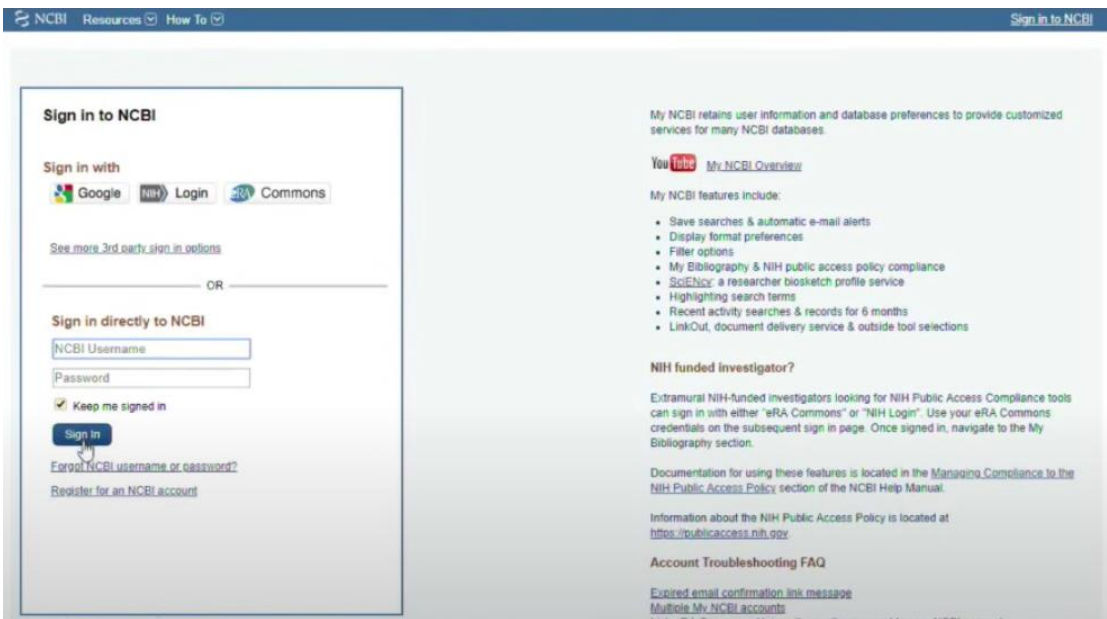 NCBI Resources How To Sign in to NCBI
Sign in to NCBI
Sign in with
Google NIH Login eRA Commons
See more 3rd party sign in options
OR
Sign in directly to NCBI
NCBI Username
Password
Keep me signed in
Sign In
Forgot NCBI username or password?
Register for an NCBI account
My NCBI retains user information and database preferences to provide customized
services for many NCBI databases.
YouTube My NCBI Overview
My NCBI features include:
Save searches & automatic e-mail alerts
Display format preferences
Filter options
My Bibliography & NIH public access policy compliance
SciENcv: a researcher biosketch profile service
Highlighting search terms
Recent activity searches & records for 6 months
LinkOut, document delivery service & outside tool selections
NIH funded investigator?
Extramural NIH-funded investigators looking for NIH Public Access Compliance tools
can sign in with either "eRA Commons" or "NIH Login". Use your eRA Commons
credentials on the subsequent sign in page. Once signed in, navigate to the My
Bibliography section.
Documentation for using these features is located in the Managing Compliance to the
NIH Public Access Policy section of the NCBI Help Manual.
Information about the NIH Public Access Policy is located at
https://publicaccess.nih.gov.
Account Troubleshooting FAQ
Expired email confirmation link message
Multiple My NCBI accounts